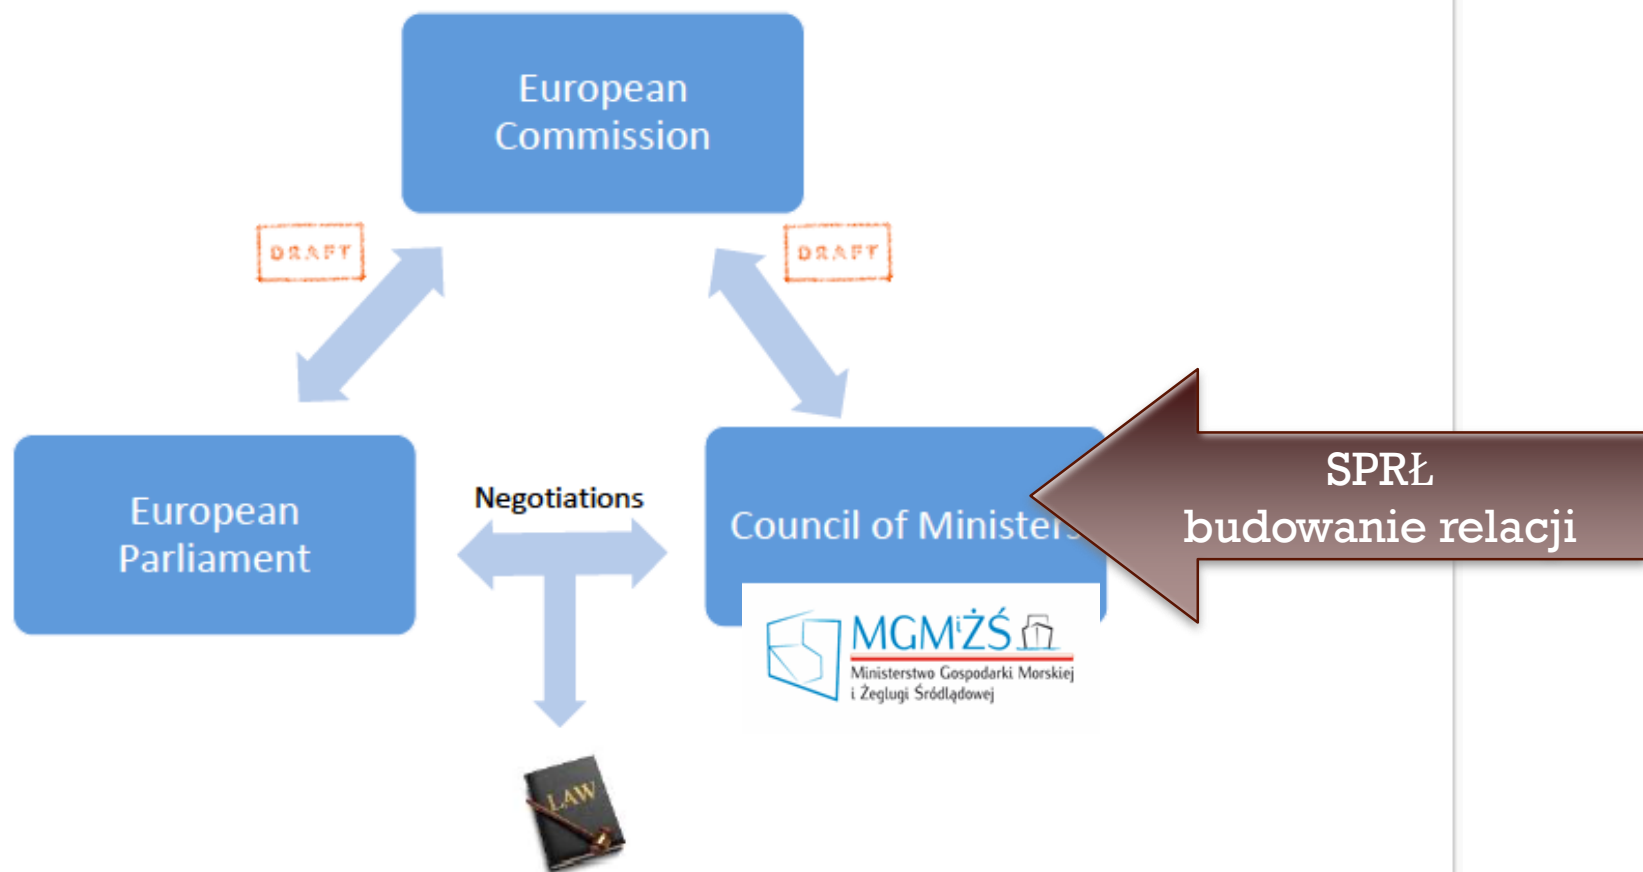 European
Commission
DRAFT
DRAFT
European
Parliament
Negotiations
Council of Ministers
SPRŁ
budowanie relacji
MGMiŻŚ
Ministerstwo Gospodarki Morskiej
i Żeglugi Śródlądowej
LAW